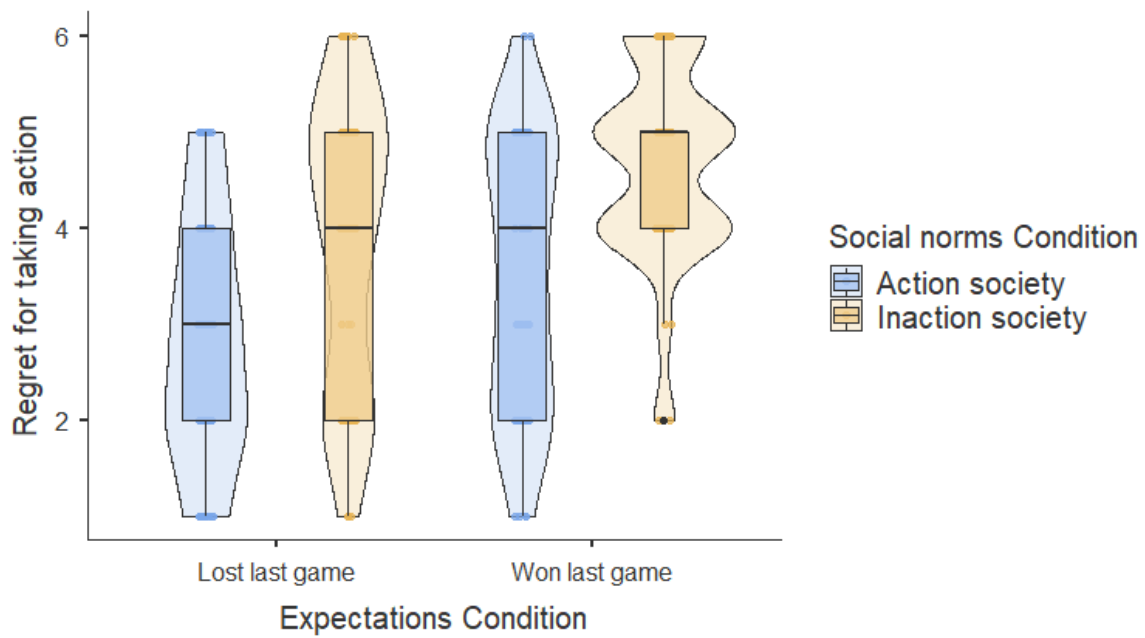 6
4
2
Regret for taking action
Lost last game
Won last game
Expectations Condition
Social norms Condition
Action society
Inaction society